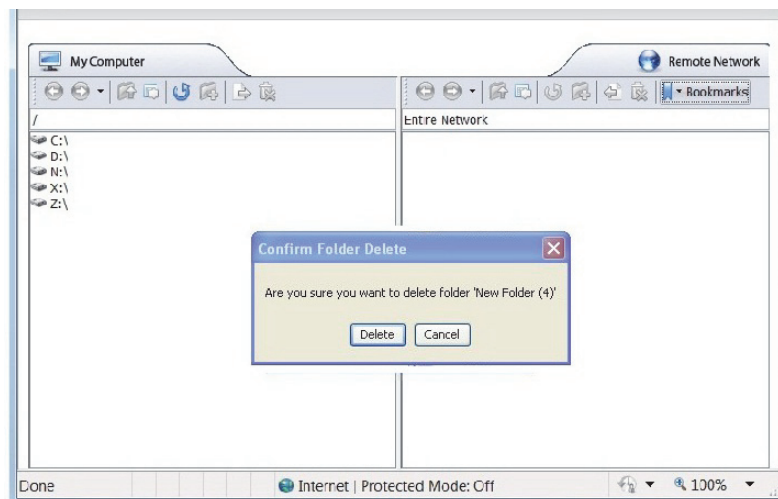 My Computer
Remote Network
Bookmarks
/
Entire Network
C:\
D:\
N:\
X:\
Z:\
Confirm Folder Delete
Are you sure you want to delete folder 'New Folder (4)'
Delete
Cancel
Done
Internet | Protected Mode: Off
100%